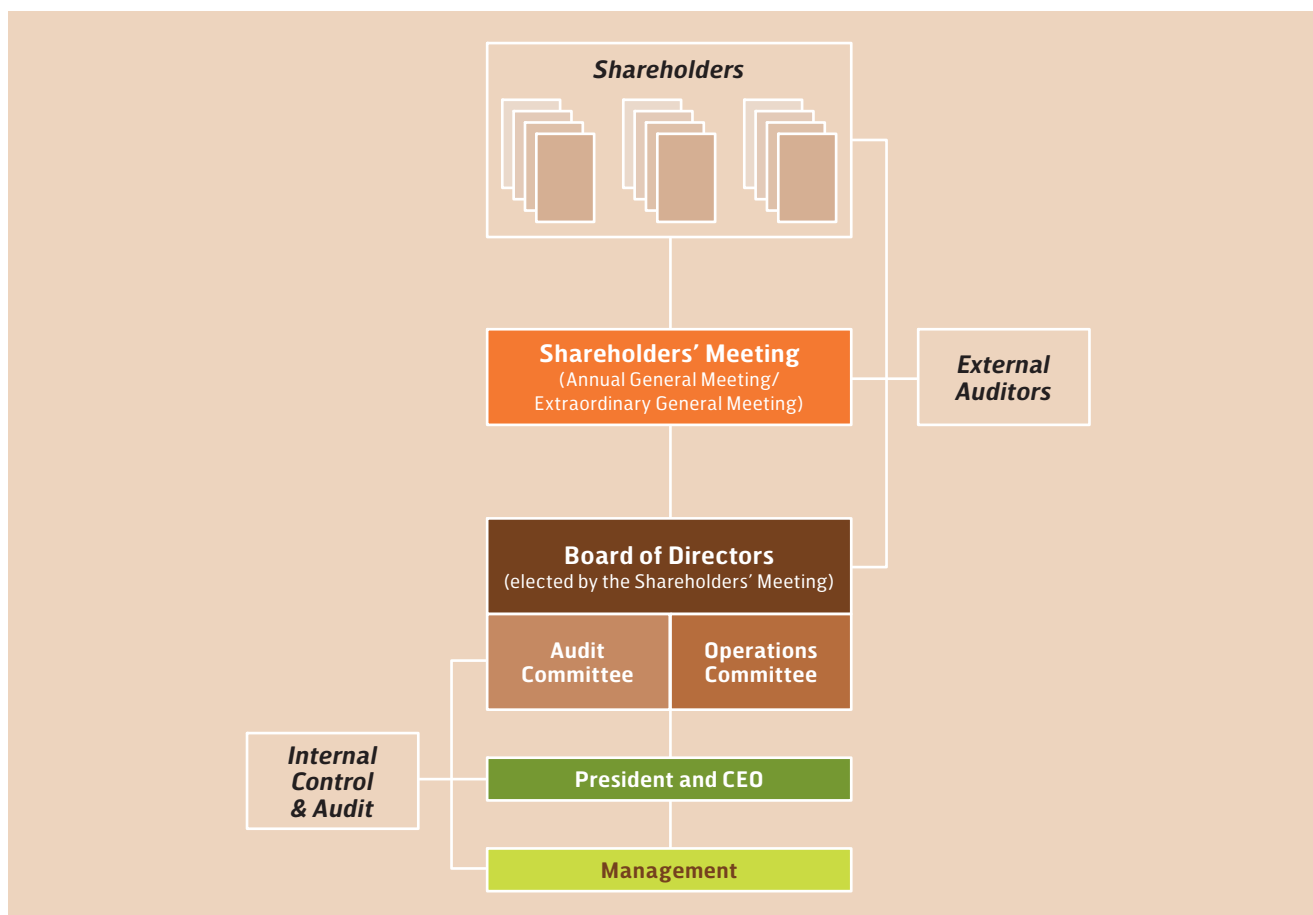 Shareholders
Shareholders’ Meeting
(Annual General Meeting/
Extraordinary General Meeting)
External
Auditors
Board of Directors
(elected by the Shareholders’ Meeting)
Audit
Committee
Operations
Committee
Internal
Control
& Audit
President and CEO
Management